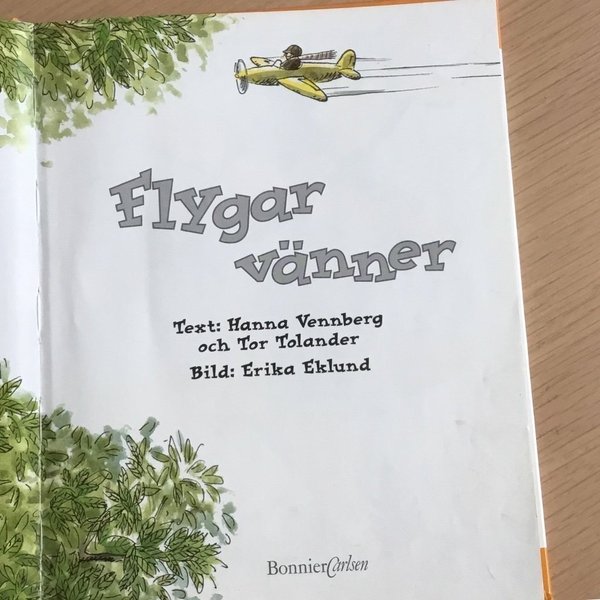 Flygar
vänner
Text: Hanna Vennberg
och Tor Tolander
Bild: Erika Eklund
BonnierCarlsen